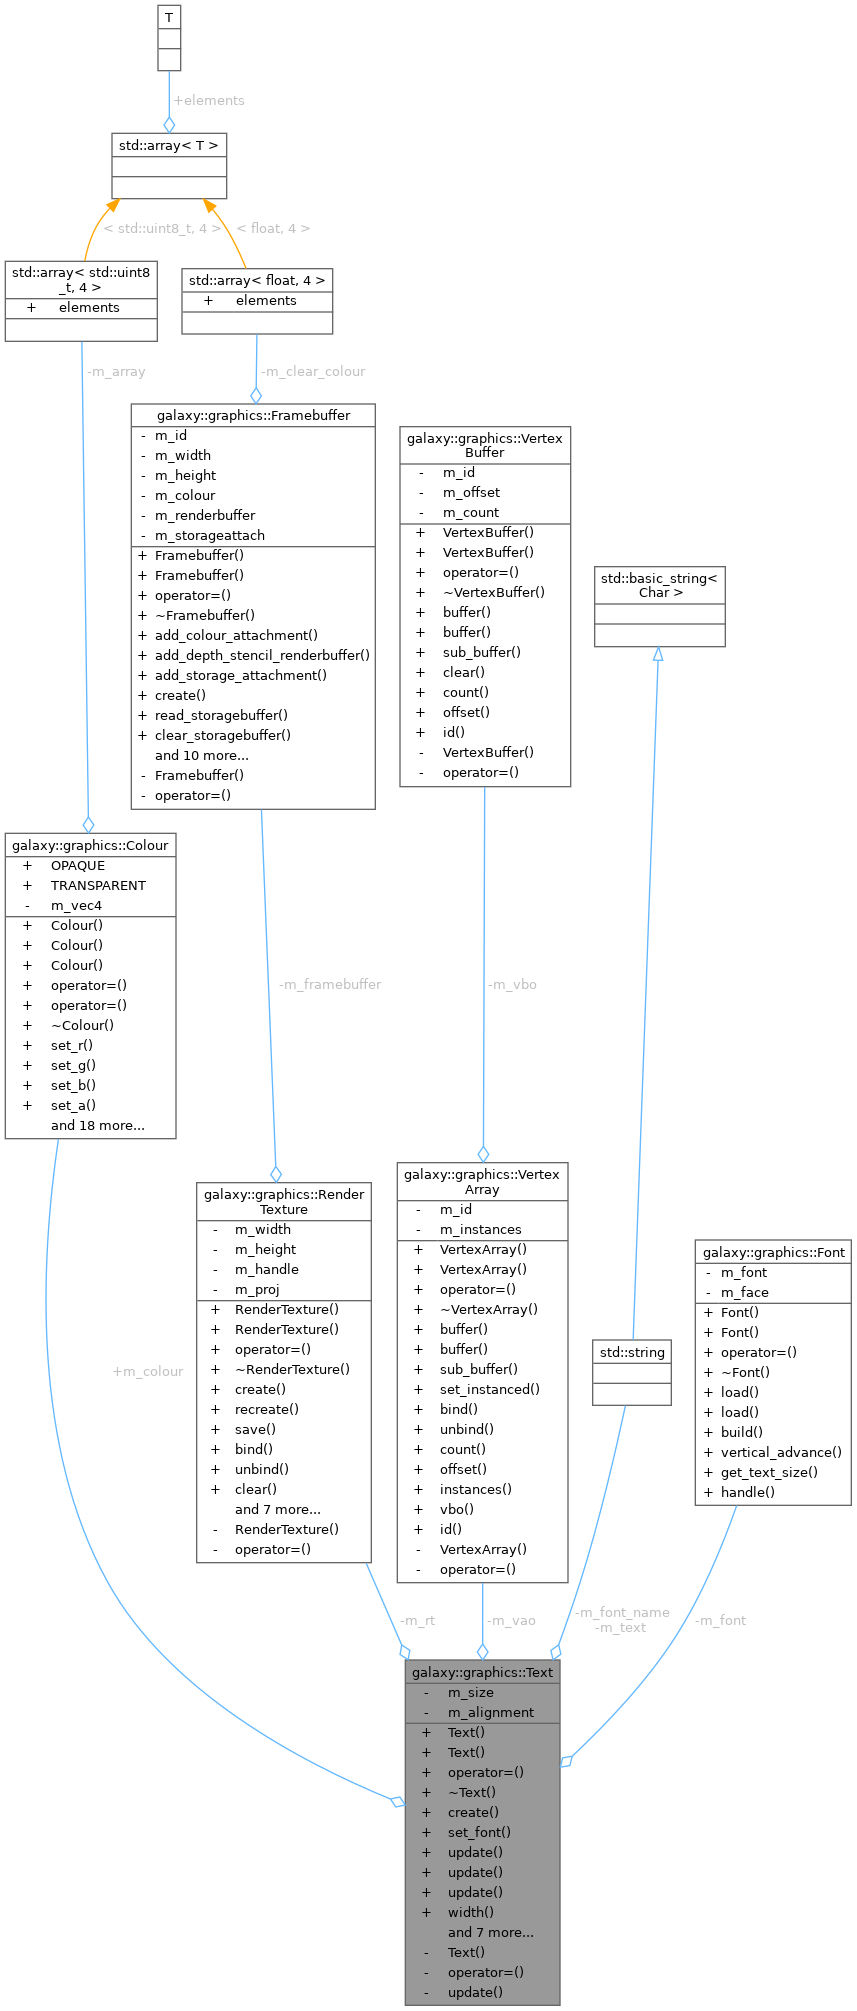 T
+elements
std::array< T >
< std::uint8_t, 4 >
< float, 4 >
std::array< std::uint8
_t, 4 >
+ elements
std::array< float, 4 >
+ elements
-m_array
-m_clear_colour
galaxy::graphics::Framebuffer
- m_id
- m_width
- m_height
- m_colour
- m_renderbuffer
- m_storageattach
+ Framebuffer()
+ Framebuffer()
+ operator=()
+ ~Framebuffer()
+ add_colour_attachment()
+ add_depth_stencil_renderbuffer()
+ add_storage_attachment()
+ create()
+ read_storagebuffer()
+ clear_storagebuffer()
and 10 more...
- Framebuffer()
- operator=()
galaxy::graphics::Vertex
Buffer
- m_id
- m_offset
- m_count
+ VertexBuffer()
+ VertexBuffer()
+ operator=()
+ ~VertexBuffer()
+ buffer()
+ buffer()
+ sub_buffer()
+ clear()
+ count()
+ offset()
+ id()
- VertexBuffer()
- operator=()
std::basic_string<
Char >
galaxy::graphics::Colour
+ OPAQUE
+ TRANSPARENT
- m_vec4
+ Colour()
+ Colour()
+ Colour()
+ operator=()
+ operator=()
+ ~Colour()
+ set_r()
+ set_g()
+ set_b()
+ set_a()
and 18 more...
-m_framebuffer
-m_vbo
galaxy::graphics::Render
Texture
- m_width
- m_height
- m_handle
- m_proj
+ RenderTexture()
+ RenderTexture()
+ operator=()
+ ~RenderTexture()
+ create()
+ recreate()
+ save()
+ bind()
+ unbind()
+ clear()
and 7 more...
- RenderTexture()
- operator=()
galaxy::graphics::Vertex
Array
- m_id
- m_instances
+ VertexArray()
+ VertexArray()
+ operator=()
+ ~VertexArray()
+ buffer()
+ buffer()
+ sub_buffer()
+ set_instanced()
+ bind()
+ unbind()
+ count()
+ offset()
+ instances()
+ vbo()
+ id()
- VertexArray()
- operator=()
std::string
galaxy::graphics::Font
- m_font
- m_face
+ Font()
+ Font()
+ operator=()
+ ~Font()
+ load()
+ load()
+ build()
+ vertical_advance()
+ get_text_size()
+ handle()
+m_colour
-m_rt
-m_vao
-m_font_name
-m_text
-m_font
galaxy::graphics::Text
- m_size
- m_alignment
+ Text()
+ Text()
+ operator=()
+ ~Text()
+ create()
+ set_font()
+ update()
+ update()
+ update()
+ width()
and 7 more...
- Text()
- operator=()
- update()